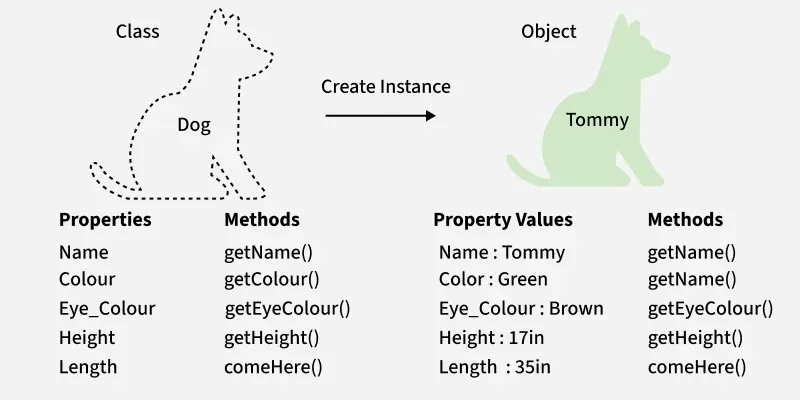 Class
Object
Create Instance
Dog
Tommy
Properties Methods Property Values Methods
Name getName() Name : Tommy getName()
Colour getColour() Color : Green getName()
Eye_Colour getEyeColour() Eye_Colour : Brown getEyeColour()
Height getHeight() Height : 17in getHeight()
Length comeHere() Length : 35in comeHere()